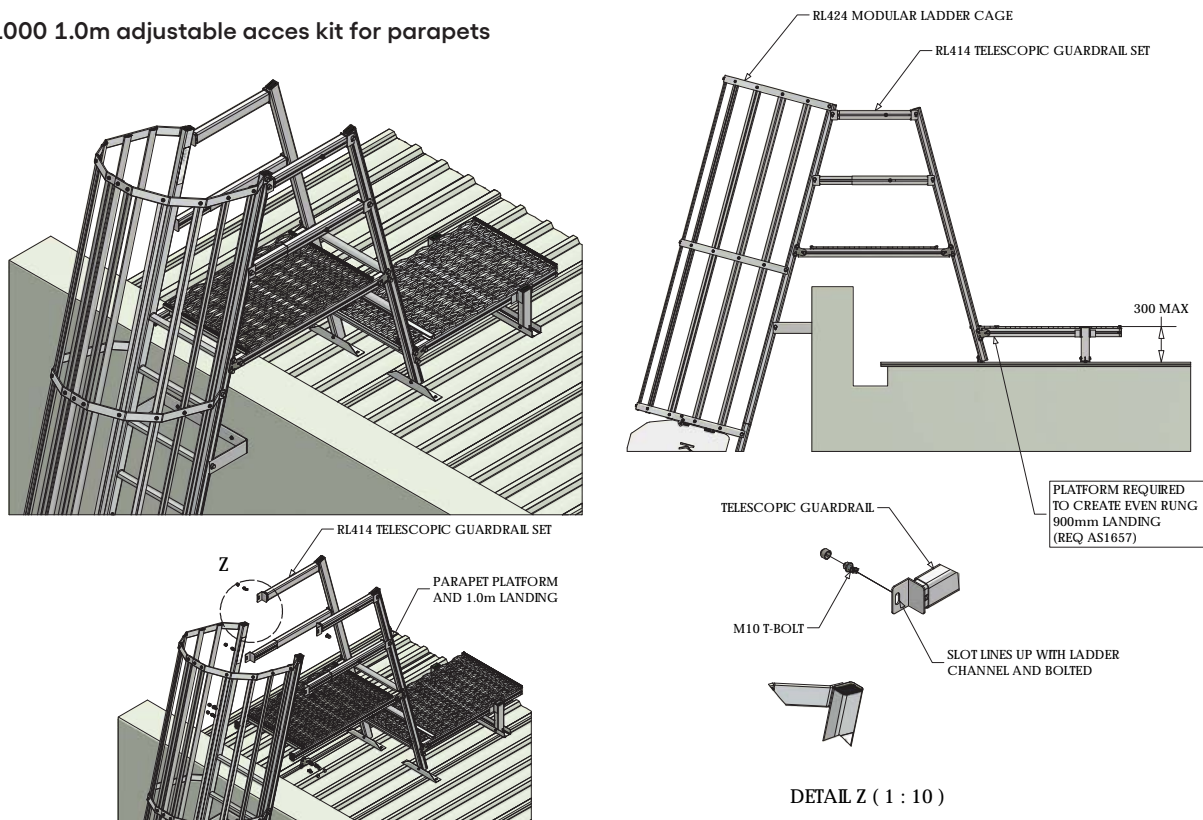 .000 1.0m adjustable acces kit for parapets
RL424 MODULAR LADDER CAGE
RL414 TELESCOPIC GUARDRAIL SET
300 MAX
PLATFORM REQUIRED
TO CREATE EVEN RUNG
900mm LANDING
(REQ AS1657)
RL414 TELESCOPIC GUARDRAIL SET
Z
PARAPET PLATFORM
AND 1.0m LANDING
TELESCOPIC GUARDRAIL
M10 T-BOLT
SLOT LINES UP WITH LADDER
CHANNEL AND BOLTED
DETAIL Z ( 1 : 10 )